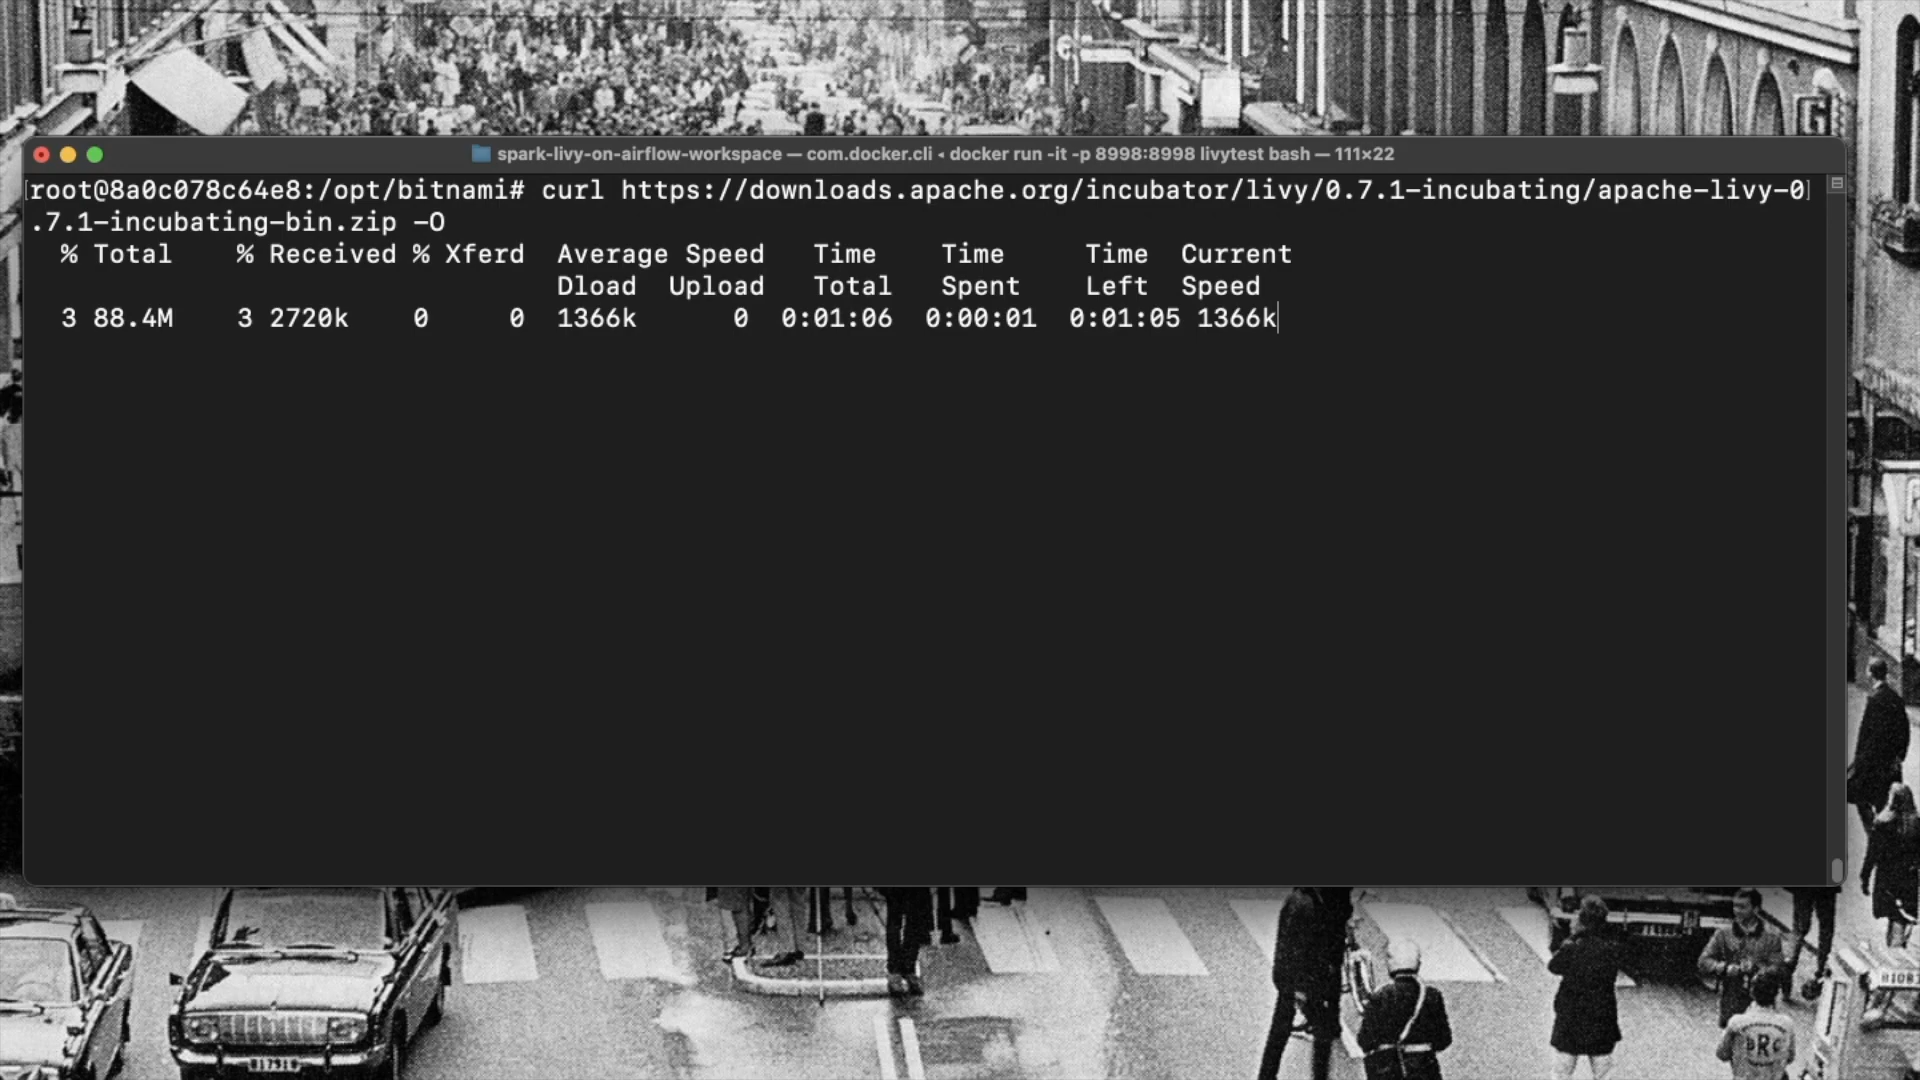 spark-livy-on-airflow-workspace — com.docker.cli ◂ docker run -it -p 8998:8998 livytest bash — 111×22
[root@8a0c078c64e8:/opt/bitnami# curl https://downloads.apache.org/incubator/livy/0.7.1-incubating/apache-livy-0]
.7.1-incubating-bin.zip -O
% Total    % Received % Xferd  Average Speed   Time    Time     Time  Current
Dload  Upload   Total   Spent    Left  Speed
3 88.4M    3 2720k    0     0  1366k      0  0:01:06  0:00:01  0:01:05 1366k
BRC